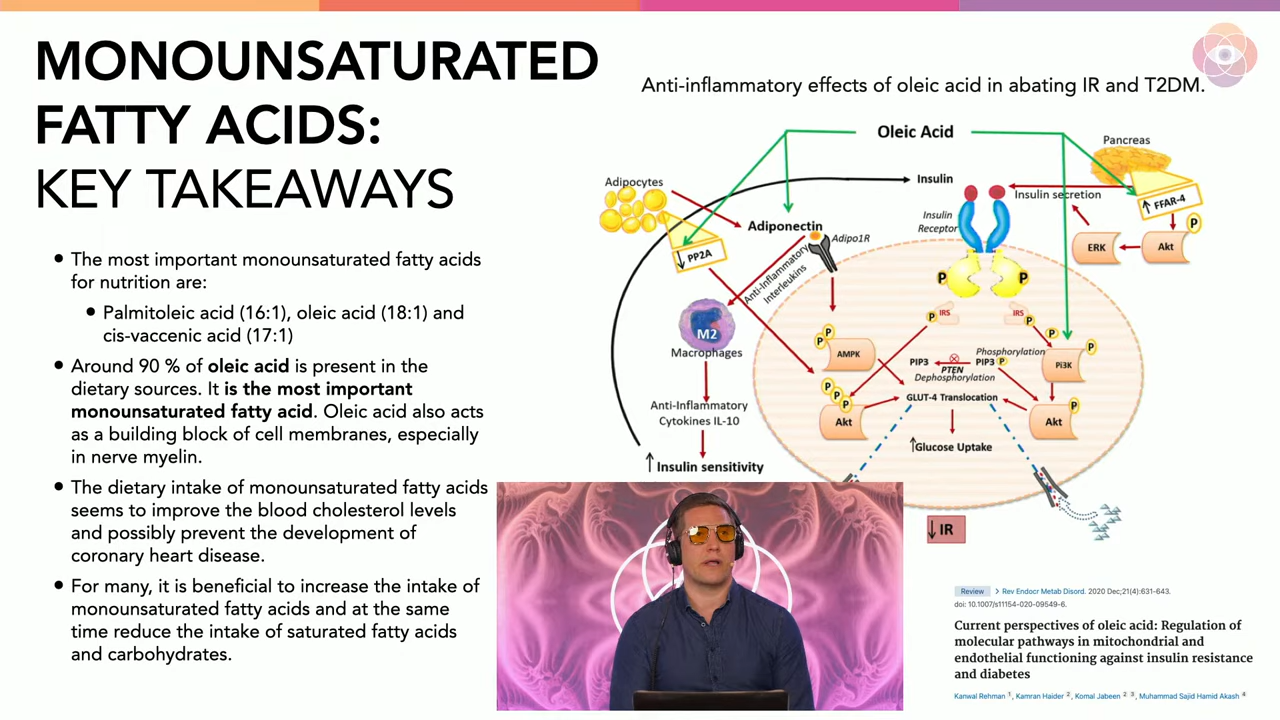 MONOUNSATURATED
FATTY ACIDS:
KEY TAKEAWAYS
• The most important monounsaturated fatty acids
for nutrition are:
• Palmitoleic acid (16:1), oleic acid (18:1) and
cis-vaccenic acid (17:1)
• Around 90 % of oleic acid is present in the
dietary sources. It is the most important
monounsaturated fatty acid. Oleic acid also acts
as a building block of cell membranes, especially
in nerve myelin.
• The dietary intake of monounsaturated fatty acids
seems to improve the blood cholesterol levels
and possibly prevent the development of
coronary heart disease.
• For many, it is beneficial to increase the intake of
monounsaturated fatty acids and at the same
time reduce the intake of saturated fatty acids
and carbohydrates.
Anti-inflammatory effects of oleic acid in abating IR and T2DM.
Oleic Acid
Pancreas
Adipocytes
Insulin
Insulin secretion
↑ FFAR-4
Adiponectin
Insulin
Receptor
P
↓ PP2A
Adipo1R
ERK
Akt
Anti-Inflammatory
Interleukins
P
P
M2
Macrophages
P
IRS
IRS
P
P
P
P
P
AMPK
PIP3
PTEN
PIP3
P
Phosphorylation
Dephosphorylation
Pi3K
P
P
P
P
Akt
GLUT-4 Translocation
Akt
P
Anti-Inflammatory
Cytokines IL-10
↑Glucose Uptake
↑ Insulin sensitivity
↓ IR
Review > Rev Endocr Metab Disord. 2020 Dec;21(4):631-643.
doi: 10.1007/s11154-020-09549-6.
Current perspectives of oleic acid: Regulation of
molecular pathways in mitochondrial and
endothelial functioning against insulin resistance
and diabetes
Kanwal Rehman 1, Kamran Haider 2, Komal Jabeen 2 3, Muhammad Sajid Hamid Akash 4